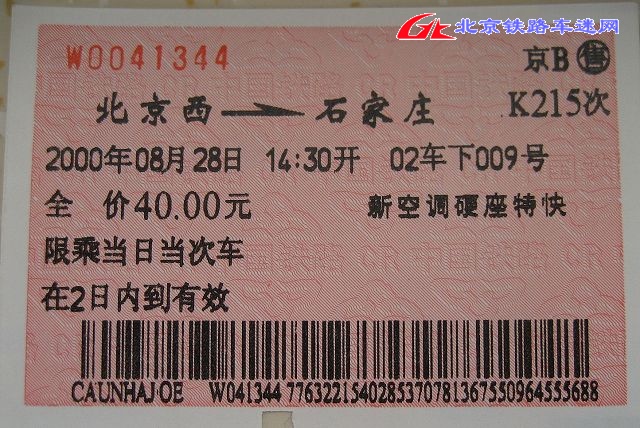 北京铁路车迷网
W0041344 京B 售
北京西 石家庄 K215次
2000年08月28日 14:30开 02车下009号
全 价40.00元 新空调硬座特快
限乘当日当次车
在2日内到有效
CAUNHAJOE W041344 7763221540285370781367550964555688